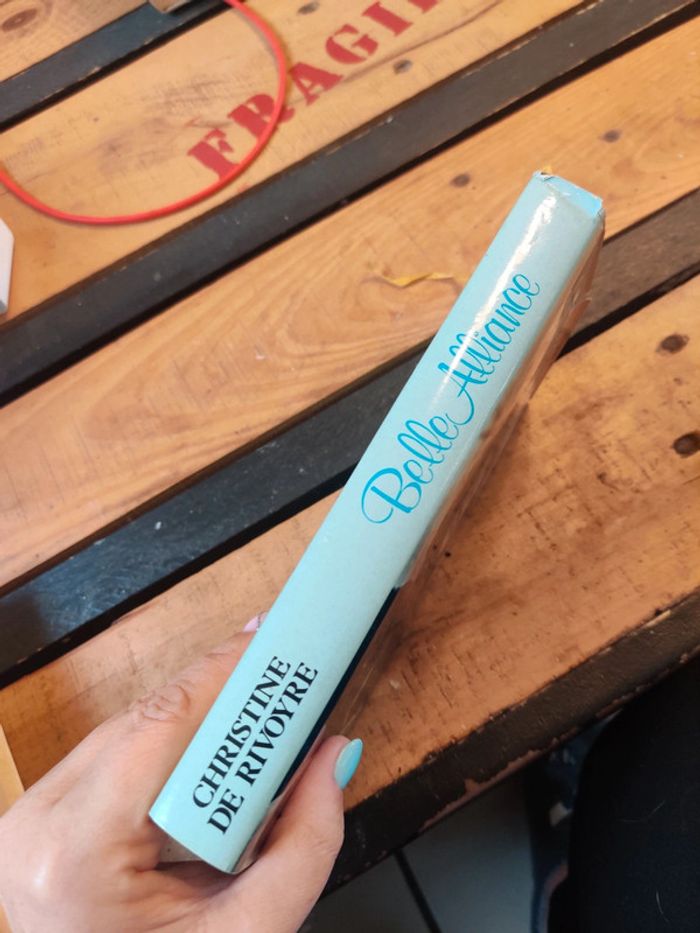 FRAGI
Belle Alliance
CHRISTINE
DE RIVOYRE